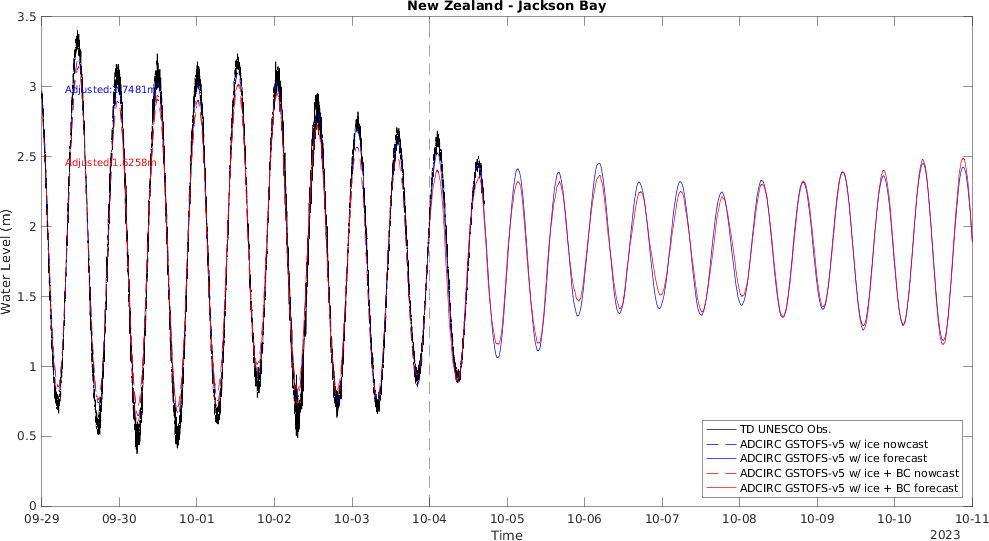 New Zealand - Jackson Bay
3.5
3
2.5
2
1.5
1
0.5
0
Water Level (m)
Adjusted:
7481m
Adjusted:1.6258m
TD UNESCO Obs.
ADCIRC GSTOFS-v5 w/ ice nowcast
ADCIRC GSTOFS-v5 w/ ice forecast
ADCIRC GSTOFS-v5 w/ ice + BC nowcast
ADCIRC GSTOFS-v5 w/ ice + BC forecast
09-29 09-30 10-01 10-02 10-03 10-04 10-05 10-06 10-07 10-08 10-09 10-10 10-11
Time
2023